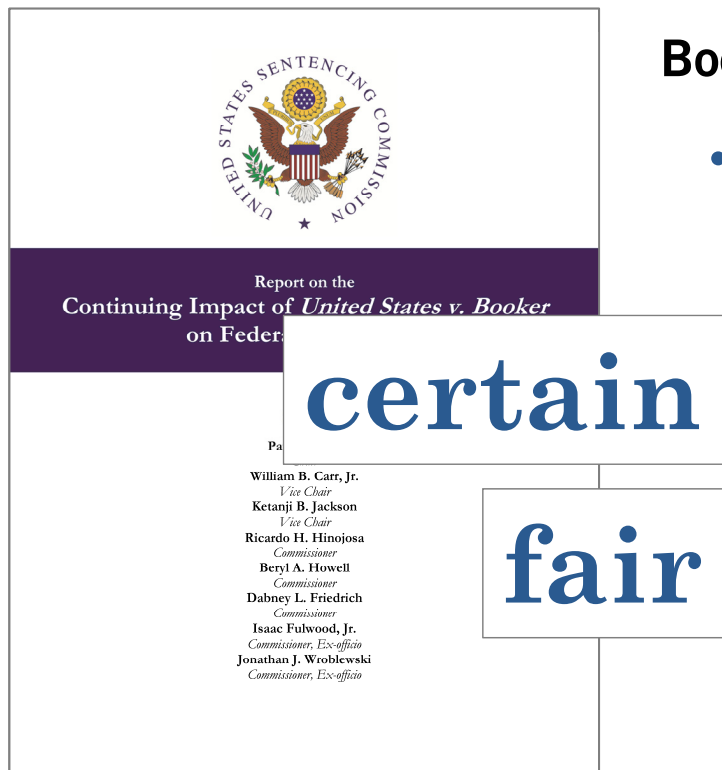 UNITED STATES SENTENCING COMMISSION
Report on the
Continuing Impact of United States v. Booker
on Federa
Pa
William B. Carr, Jr.
Vice Chair
Ketanji B. Jackson
Vice Chair
Ricardo H. Hinojosa
Commissioner
Beryl A. Howell
Commissioner
Dabney L. Friedrich
Commissioner
Isaac Fulwood, Jr.
Commissioner, Ex-officio
Jonathan J. Wroblewski
Commissioner, Ex-officio
certain
fair